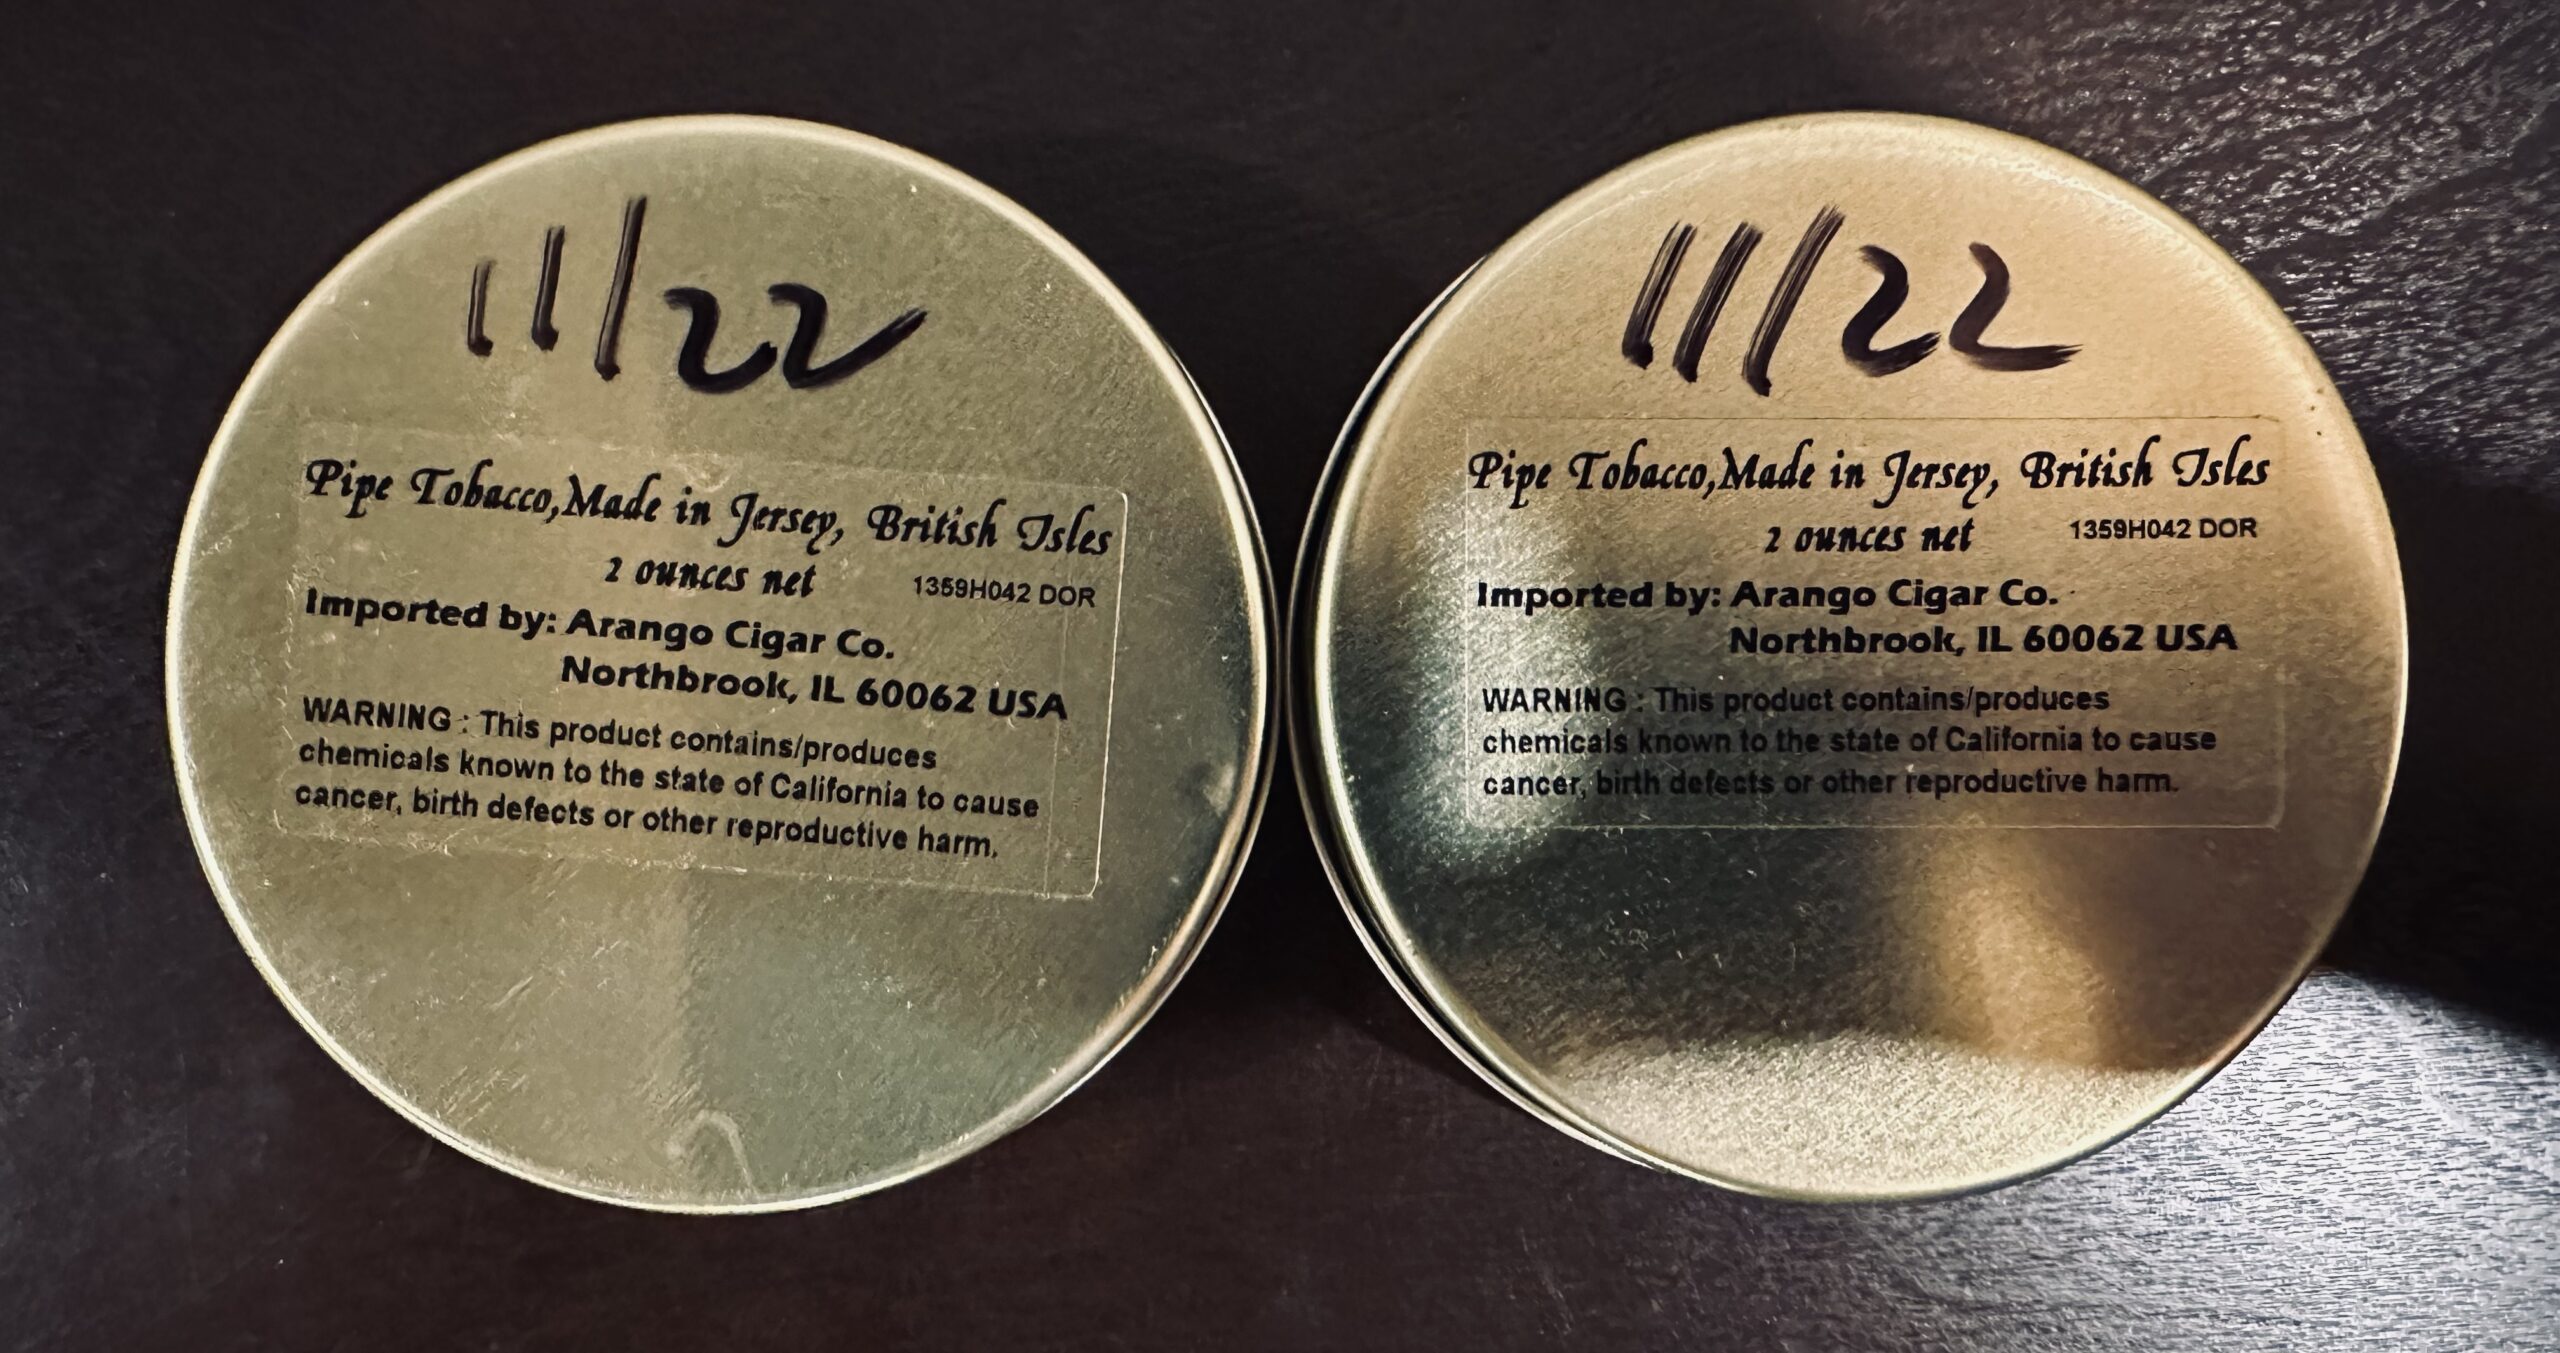 11/22
Pipe Tobacco,Made in Jersey, British Isles
2 ounces net 1359H042 DOR
Imported by: Arango Cigar Co.
Northbrook, IL 60062 USA
WARNING : This product contains/produces
chemicals known to the state of California to cause
cancer, birth defects or other reproductive harm.
11/22
Pipe Tobacco,Made in Jersey, British Isles
2 ounces net 1359H042 DOR
Imported by: Arango Cigar Co.
Northbrook, IL 60062 USA
WARNING : This product contains/produces
chemicals known to the state of California to cause
cancer, birth defects or other reproductive harm.